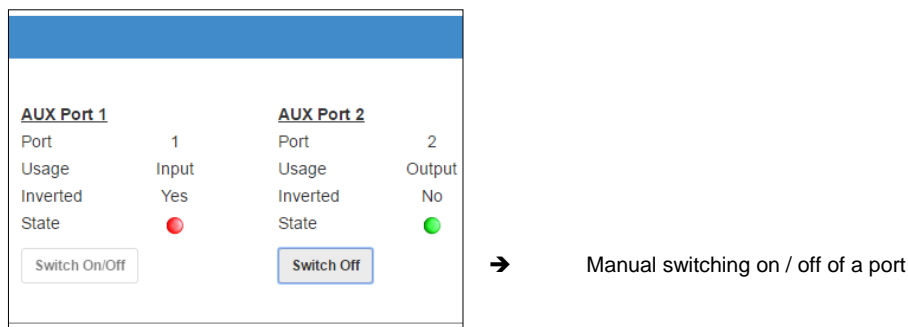 AUX Port 1 AUX Port 2
Port 1 Port 2
Usage Input Usage Output
Inverted Yes Inverted No
State State
Switch On/Off Switch Off ➔ Manual switching on / off of a port